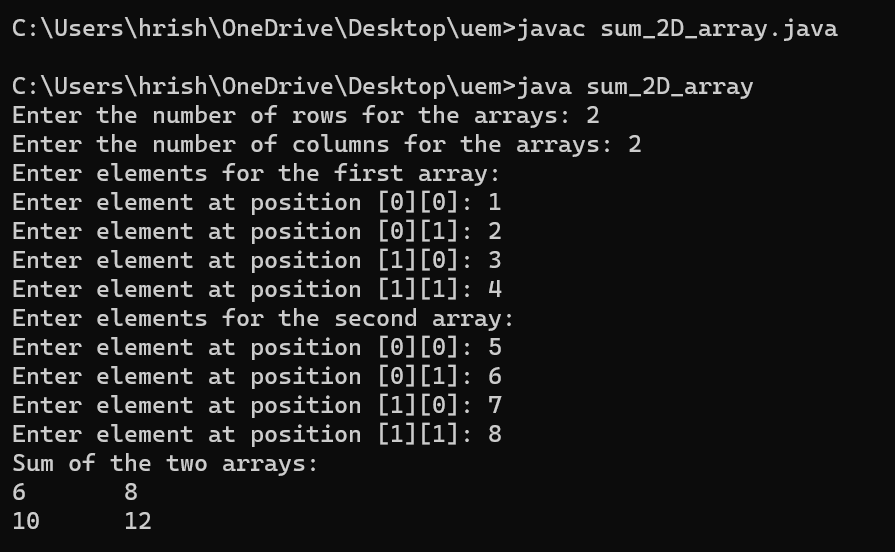 C:\Users\hrish\OneDrive\Desktop\uem>javac sum_2D_array.java
C:\Users\hrish\OneDrive\Desktop\uem>java sum_2D_array
Enter the number of rows for the arrays: 2
Enter the number of columns for the arrays: 2
Enter elements for the first array:
Enter element at position [0][0]: 1
Enter element at position [0][1]: 2
Enter element at position [1][0]: 3
Enter element at position [1][1]: 4
Enter elements for the second array:
Enter element at position [0][0]: 5
Enter element at position [0][1]: 6
Enter element at position [1][0]: 7
Enter element at position [1][1]: 8
Sum of the two arrays:
6       8
10      12